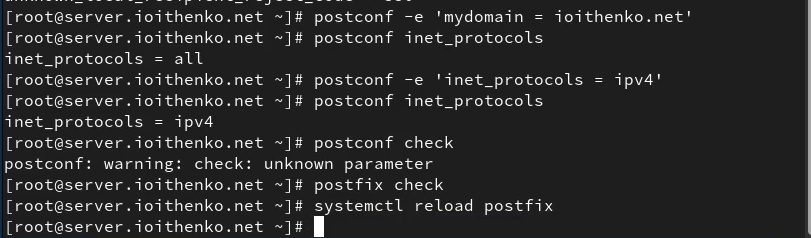 [root@server.ioithenko.net ~]# postconf -e 'mydomain = ioithenko.net'
[root@server.ioithenko.net ~]# postconf inet_protocols
inet_protocols = all
[root@server.ioithenko.net ~]# postconf -e 'inet_protocols = ipv4'
[root@server.ioithenko.net ~]# postconf inet_protocols
inet_protocols = ipv4
[root@server.ioithenko.net ~]# postconf check
postconf: warning: check: unknown parameter
[root@server.ioithenko.net ~]# postfix check
[root@server.ioithenko.net ~]# systemctl reload postfix
[root@server.ioithenko.net ~]#